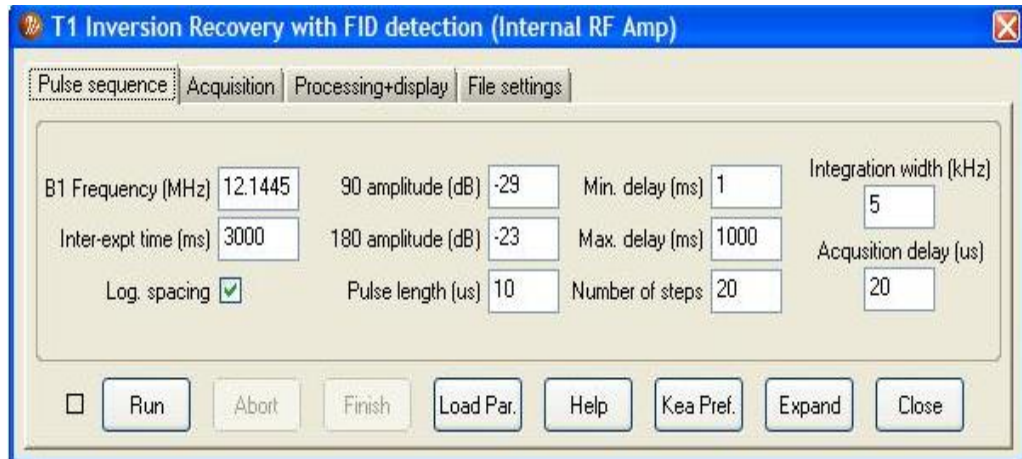 T1 Inversion Recovery with FID detection (Internal RF Amp)
Pulse sequence Acquisition Processing+display File settings
B1 Frequency (MHz) 12.1445
Inter-expt time (ms) 3000
Log. spacing
90 amplitude (dB) -29
180 amplitude (dB) -23
Pulse length (us) 10
Min. delay (ms) 1
Max. delay (ms) 1000
Number of steps 20
Integration width (kHz)
5
Acqusition delay (us)
20
Run Abort Finish Load Par. Help Kea Pref. Expand Close